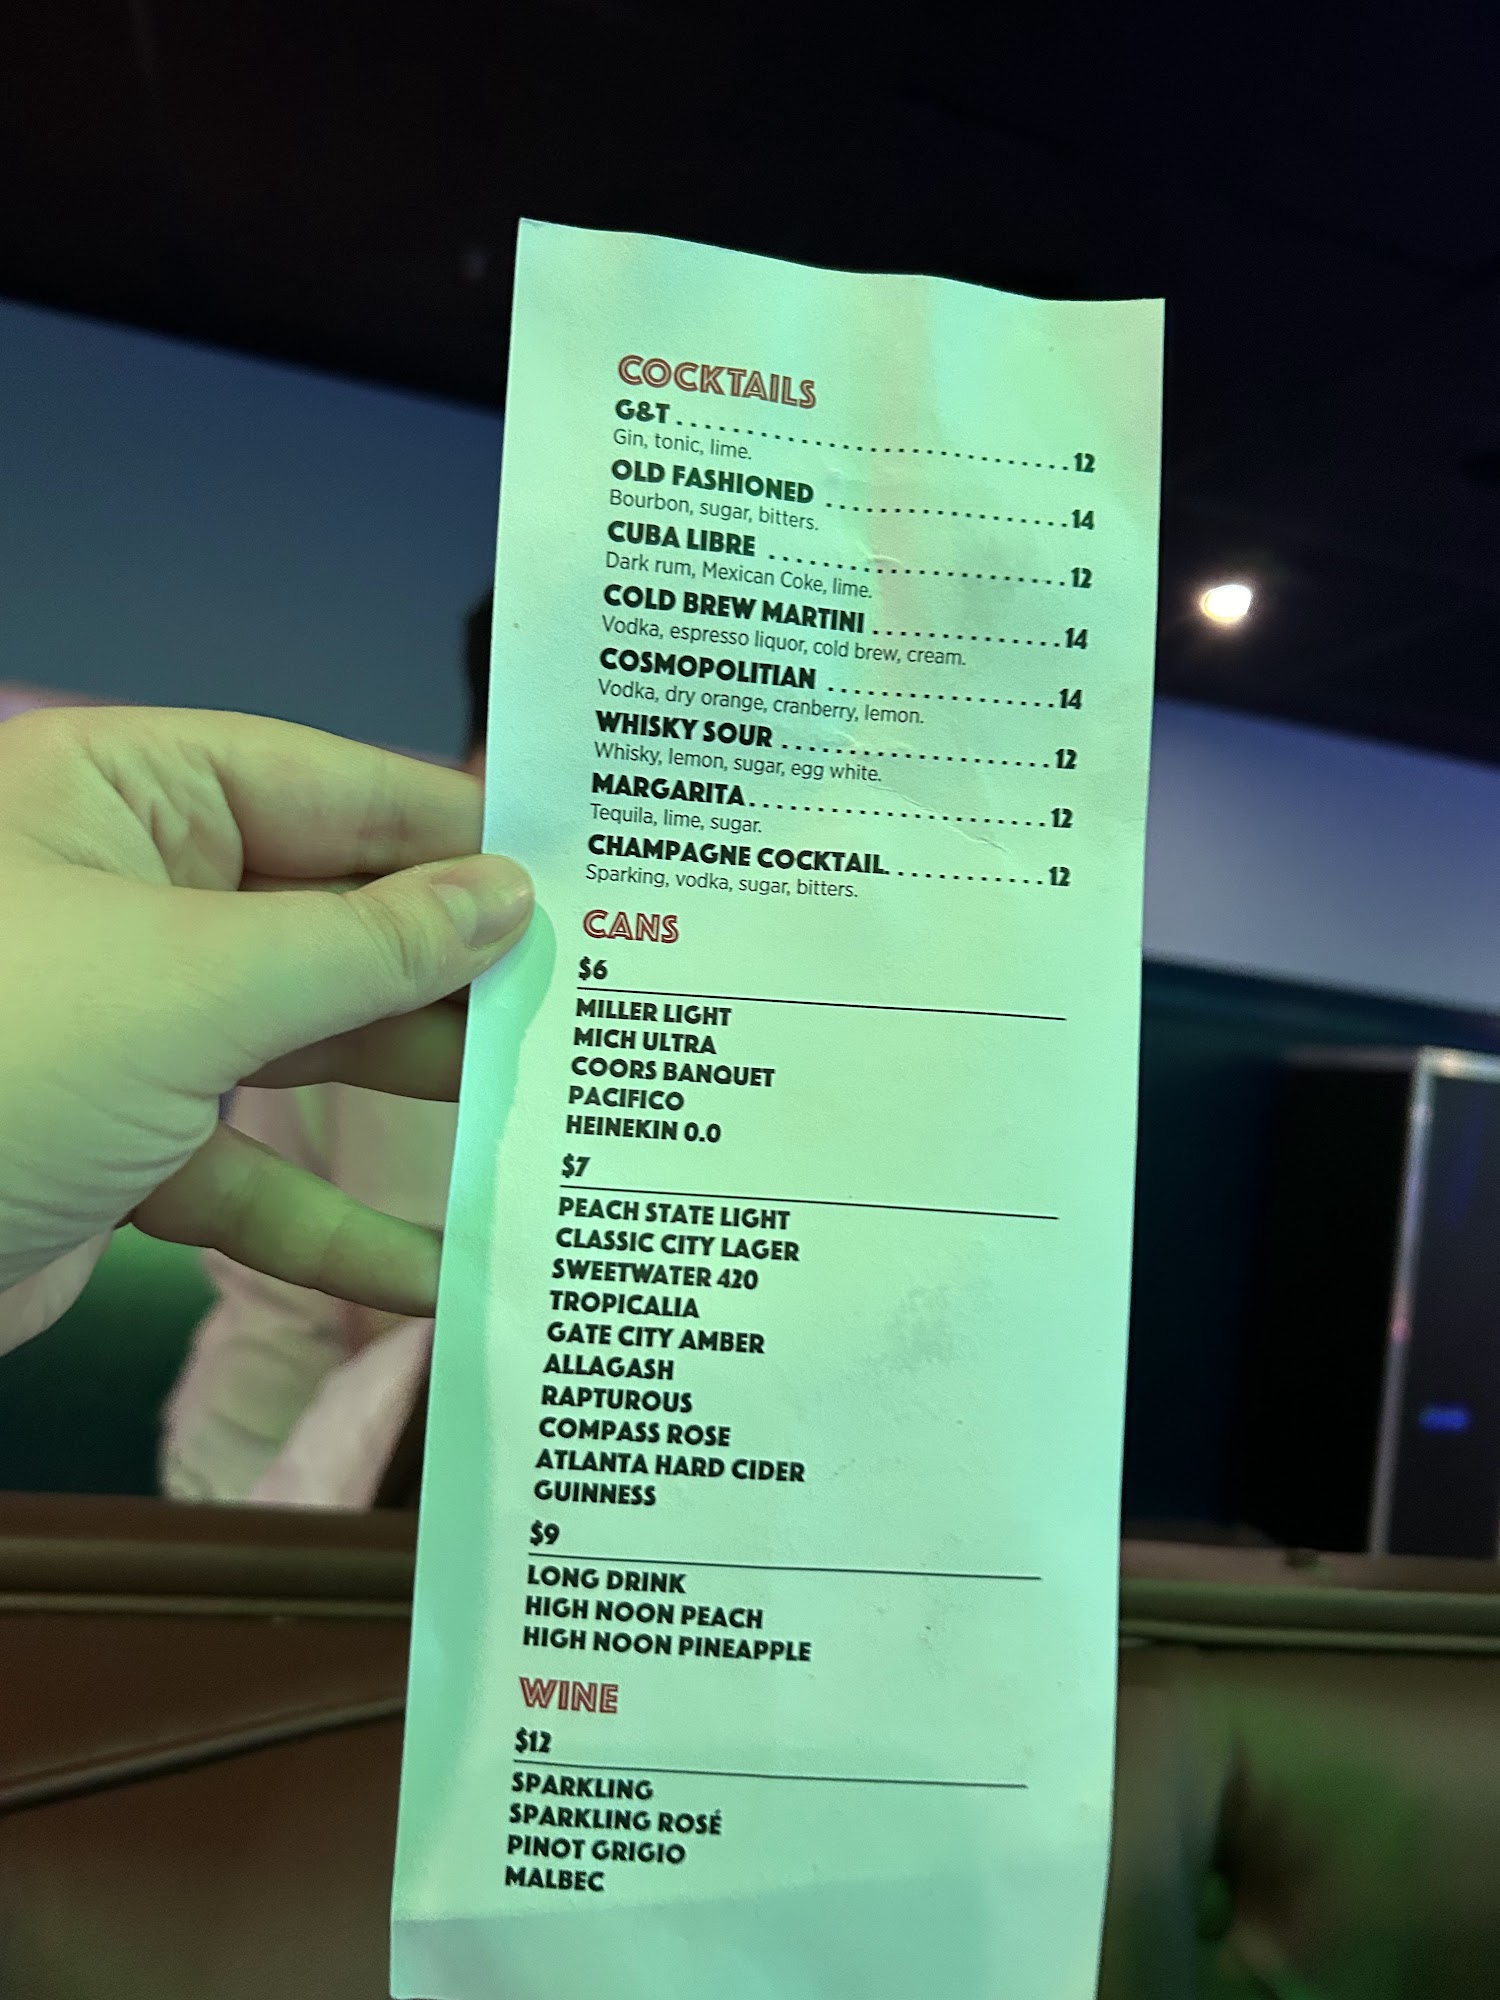 COCKTAILS
G&T....................................12
Gin, tonic, lime.
OLD FASHIONED ....................14
Bourbon, sugar, bitters.
CUBA LIBRE .........................12
Dark rum, Mexican Coke, lime.
COLD BREW MARTINI ...............14
Vodka, espresso liquor, cold brew, cream.
COSMOPOLITIAN ....................14
Vodka, dry orange, cranberry, lemon.
WHISKY SOUR ........................12
Whisky, lemon, sugar, egg white.
MARGARITA..........................12
Tequila, lime, sugar.
CHAMPAGNE COCKTAIL.............12
Sparking, vodka, sugar, bitters.
CANS
$6
MILLER LIGHT
MICH ULTRA
COORS BANQUET
PACIFICO
HEINEKIN 0.0
$7
PEACH STATE LIGHT
CLASSIC CITY LAGER
SWEETWATER 420
TROPICALIA
GATE CITY AMBER
ALLAGASH
RAPTUROUS
COMPASS ROSE
ATLANTA HARD CIDER
GUINNESS
$9
LONG DRINK
HIGH NOON PEACH
HIGH NOON PINEAPPLE
WINE
$12
SPARKLING
SPARKLING ROSÉ
PINOT GRIGIO
MALBEC